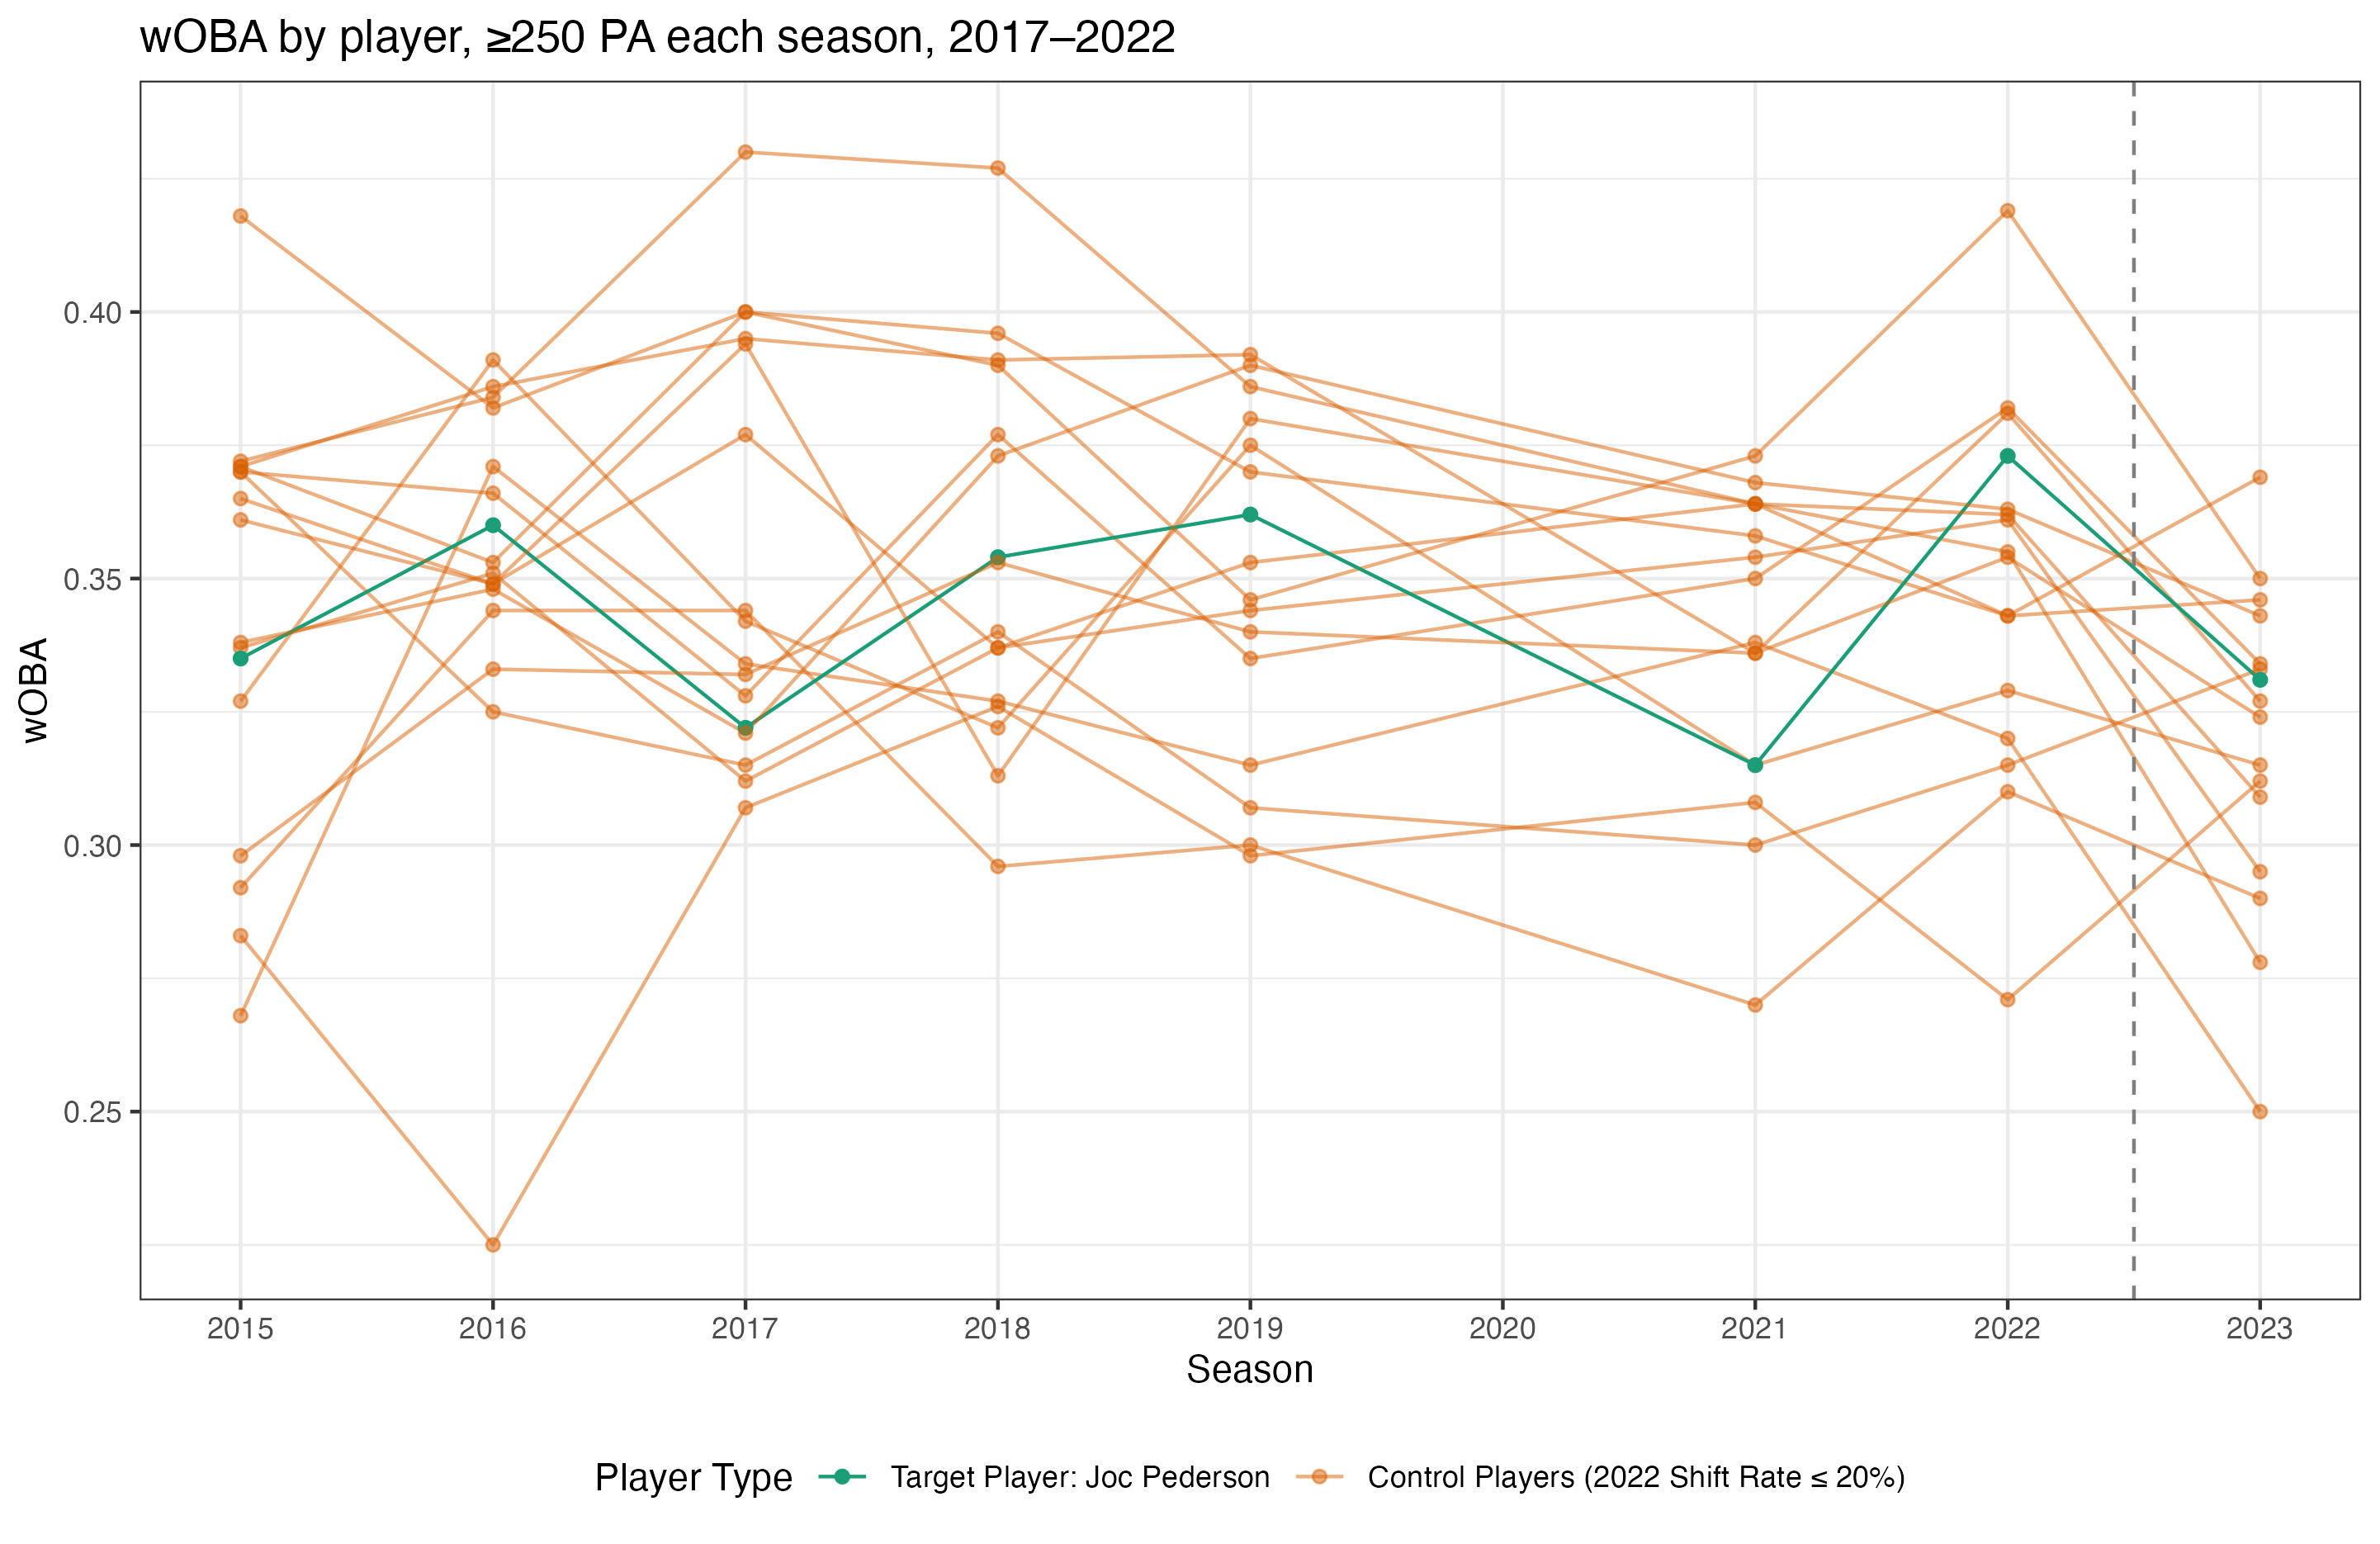 wOBA by player, ≥250 PA each season, 2017–2022
wOBA
0.40
0.35
0.30
0.25
2015 2016 2017 2018 2019 2020 2021 2022 2023
Season
Player Type Target Player: Joc Pederson Control Players (2022 Shift Rate ≤ 20%)